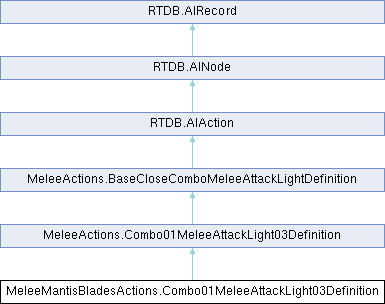 RTDB.AIRecord
RTDB.AINode
RTDB.AIAction
MeleeActions.BaseCloseComboMeleeAttackLightDefinition
MeleeActions.Combo01MeleeAttackLight03Definition
MeleeMantisBladesActions.Combo01MeleeAttackLight03Definition